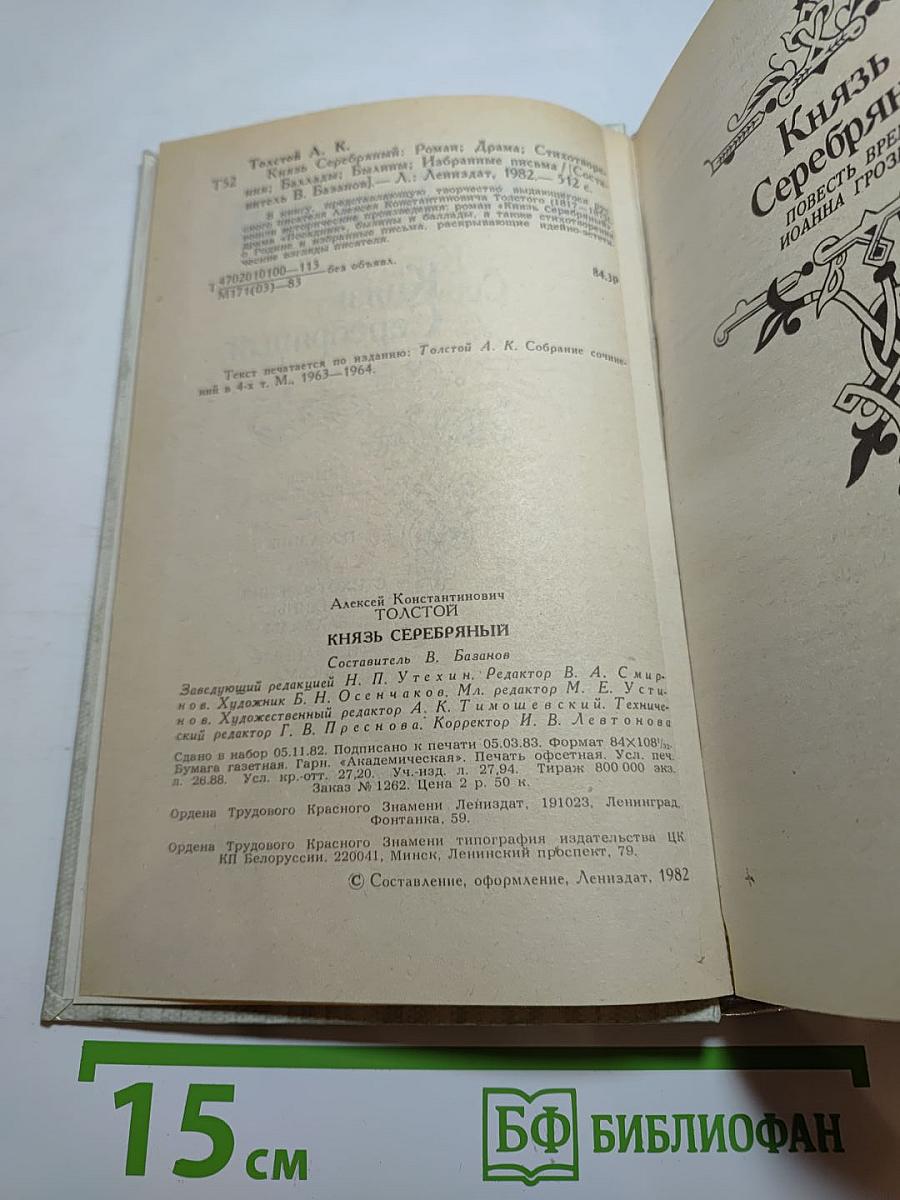 Толстой А. К.
Т52 Князь Серебряный: Роман; Драма; Стихотворе-
ния; Баллады; Былины; Избранные письма / [Соста-
витель В. Базанов].— Л.: Лениздат, 1982.— 512 с.
В книгу, представляющую творчество выдающегося рус-
ского писателя Алексея Константиновича Толстого (1817—1875),
вошли исторические произведения: роман «Князь Серебряный»,
драма «Посадник», былины и баллады, а также стихотворения
о Родине и избранные письма, раскрывающие идейно-эстети-
ческие взгляды писателя.
Т 4702010100—113 без объявл.
М171(03)—83
84.30
Текст печатается по изданию: Толстой А. К. Собрание сочине-
ний в 4-х т. М., 1963—1964.
Алексей Константинович
ТОЛСТОЙ
КНЯЗЬ СЕРЕБРЯНЫЙ
Составитель В. Базанов
Заведующий редакцией Н. П. Утехин. Редактор В. А. Смир-
нов. Художник Б. Н. Осенчаков. Мл. редактор М. Е. Усти-
нов. Художественный редактор А. К. Тимошевский. Техниче-
ский редактор Г. В. Преснова. Корректор И. В. Левтонова
Сдано в набор 05.11.82. Подписано к печати 05.03.83. Формат 84×108¹/₃₂.
Бумага газетная. Гарн. «Академическая». Печать офсетная. Усл. печ.
л. 26.88. Усл. кр.-отт. 27,20. Уч.-изд. л. 27,94. Тираж 800 000 экз.
Заказ № 1262. Цена 2 р. 50 к.
Ордена Трудового Красного Знамени Лениздат, 191023, Ленинград,
Фонтанка, 59.
Ордена Трудового Красного Знамени типография издательства ЦК
КП Белоруссии. 220041, Минск, Ленинский проспект, 79.
© Составление, оформление, Лениздат, 1982
Князь
Серебрян
ПОВЕСТЬ ВРЕМ
ИОАННА ГРОЗН
15 см
БФ БИБЛИОФАН